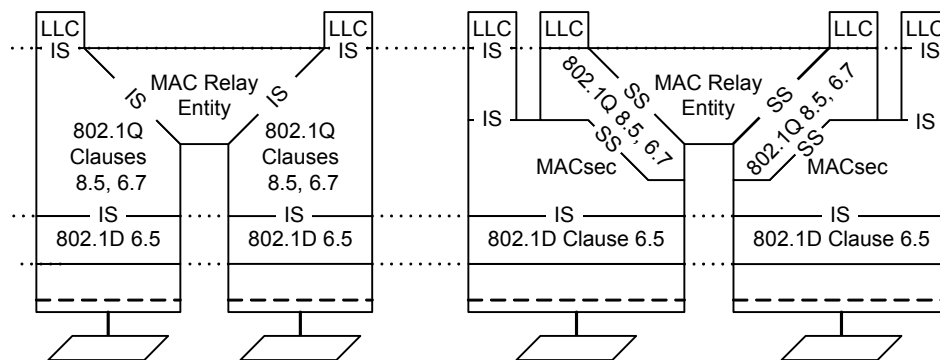 LLC
LLC
LLC
LLC
LLC
LLC
IS
IS
IS
IS
MAC Relay
Entity
IS
IS
802.1Q
Clauses
8.5, 6.7
802.1Q
Clauses
8.5, 6.7
IS
IS
802.1D 6.5
802.1D 6.5
MAC Relay
Entity
SS
SS
802.1Q 8.5, 6.7
802.1Q 8.5, 6.7
IS
IS
SS
SS
MACsec
MACsec
IS
IS
802.1D Clause 6.5
802.1D Clause 6.5